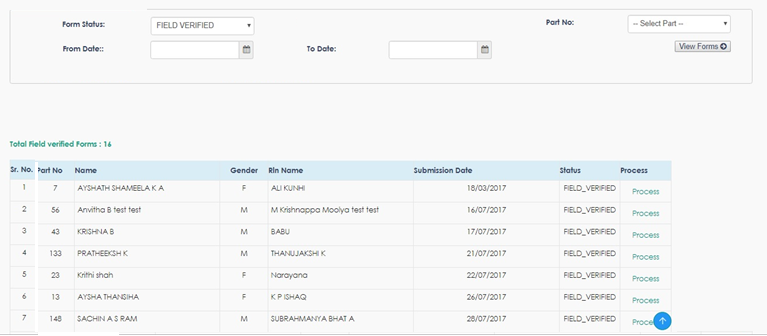 Form Status: FIELD VERIFIED Part No: -- Select Part --
From Date:: To Date: View Forms
Total Field verified Forms : 16
Sr. No. Part No Name Gender Rln Name Submission Date Status Process
1 7 AYSHATH SHAMEELA K A F ALI KUNHI 18/03/2017 FIELD_VERIFIED Process
2 56 Anvitha B test test M M Krishnappa Moolya test test 16/07/2017 FIELD_VERIFIED Process
3 43 KRISHNA B M BABU 17/07/2017 FIELD_VERIFIED Process
4 133 PRATHEEKSH K M THANUJAKSHI K 21/07/2017 FIELD_VERIFIED Process
5 23 Krithi shah F Narayana 22/07/2017 FIELD_VERIFIED Process
6 13 AYSHA THANSIHA F K P ISHAQ 26/07/2017 FIELD_VERIFIED Process
7 148 SACHIN A S RAM M SUBRAHMANYA BHAT A 28/07/2017 FIELD_VERIFIED Proce